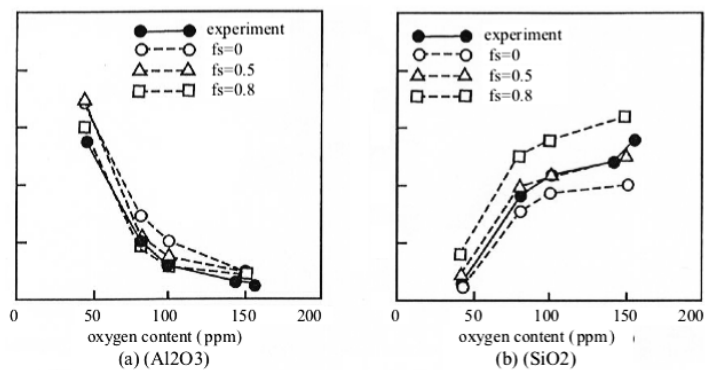 experiment
fs=0
fs=0.5
fs=0.8
0 50 100 150 200
oxygen content ( ppm)
(a) (Al2O3)
experiment
fs=0
fs=0.5
fs=0.8
0 50 100 150 200
oxygen content ( ppm)
(b) (SiO2)